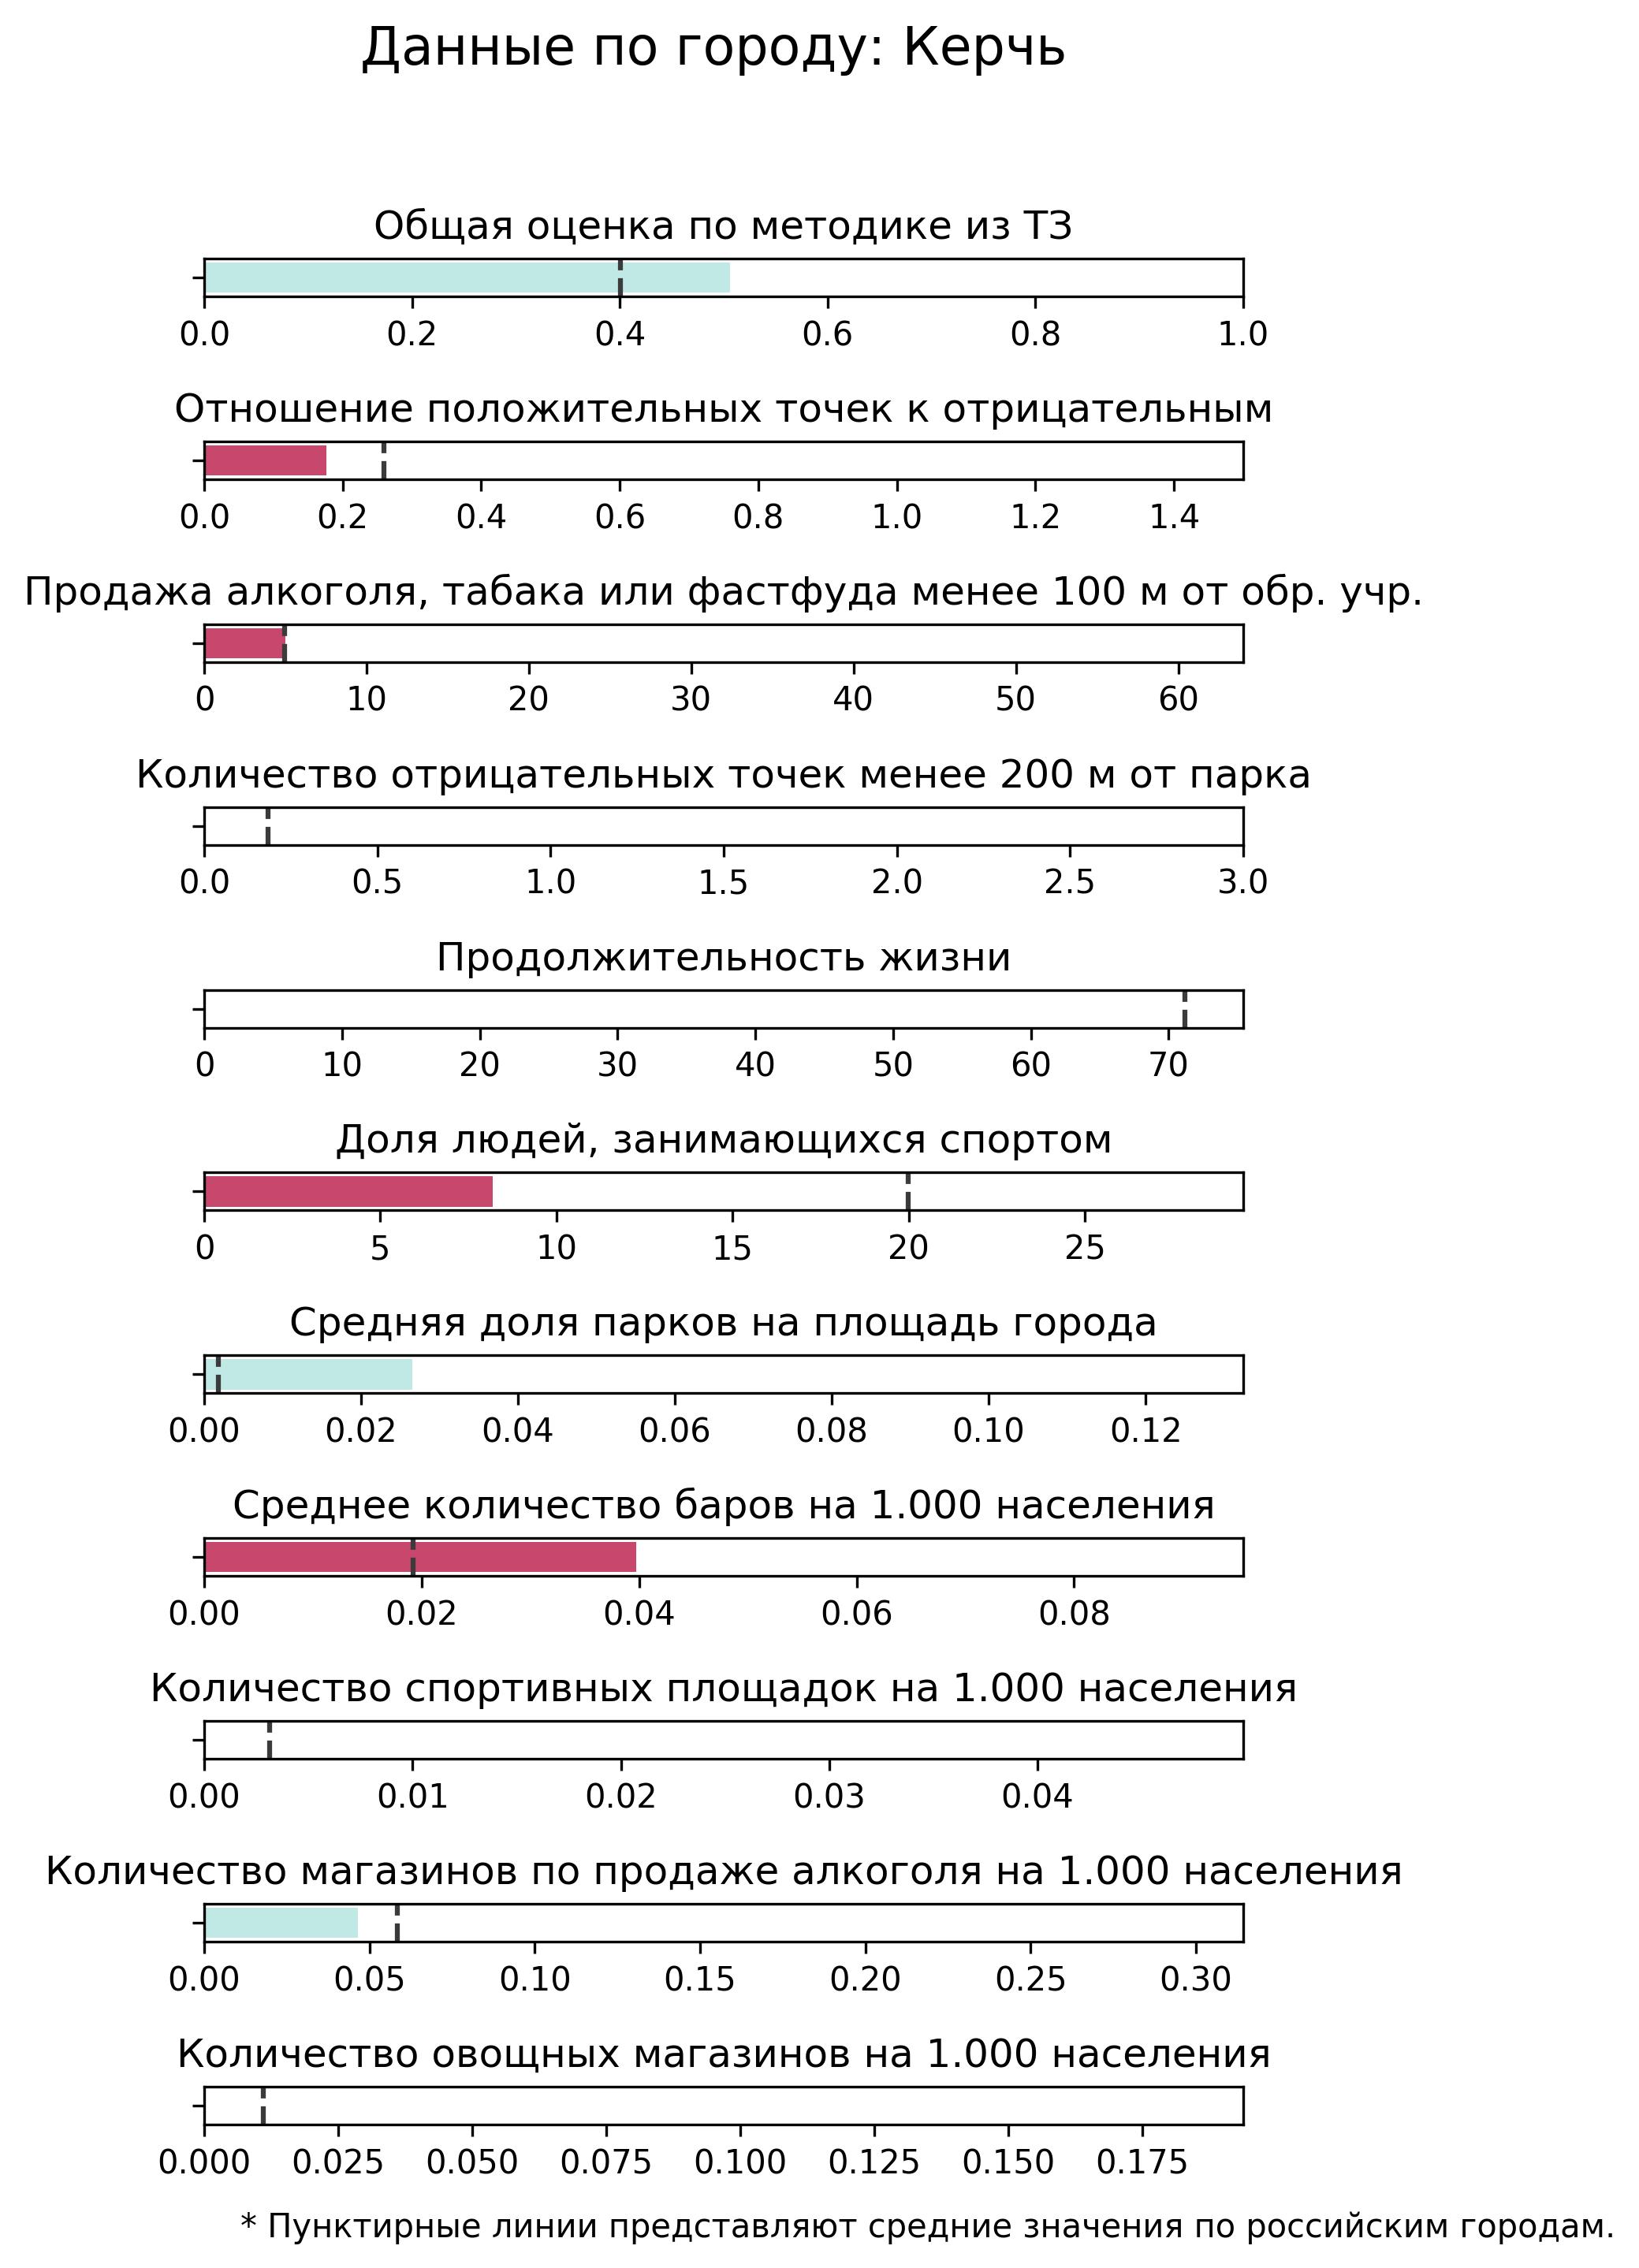 Данные по городу: Керчь
Общая оценка по методике из ТЗ
0.0 0.2 0.4 0.6 0.8 1.0
Отношение положительных точек к отрицательным
0.0 0.2 0.4 0.6 0.8 1.0 1.2 1.4
Продажа алкоголя, табака или фастфуда менее 100 м от обр. учр.
0 10 20 30 40 50 60
Количество отрицательных точек менее 200 м от парка
0.0 0.5 1.0 1.5 2.0 2.5 3.0
Продолжительность жизни
0 10 20 30 40 50 60 70
Доля людей, занимающихся спортом
0 5 10 15 20 25
Средняя доля парков на площадь города
0.00 0.02 0.04 0.06 0.08 0.10 0.12
Среднее количество баров на 1.000 населения
0.00 0.02 0.04 0.06 0.08
Количество спортивных площадок на 1.000 населения
0.00 0.01 0.02 0.03 0.04
Количество магазинов по продаже алкоголя на 1.000 населения
0.00 0.05 0.10 0.15 0.20 0.25 0.30
Количество овощных магазинов на 1.000 населения
0.000 0.025 0.050 0.075 0.100 0.125 0.150 0.175
* Пунктирные линии представляют средние значения по российским городам.